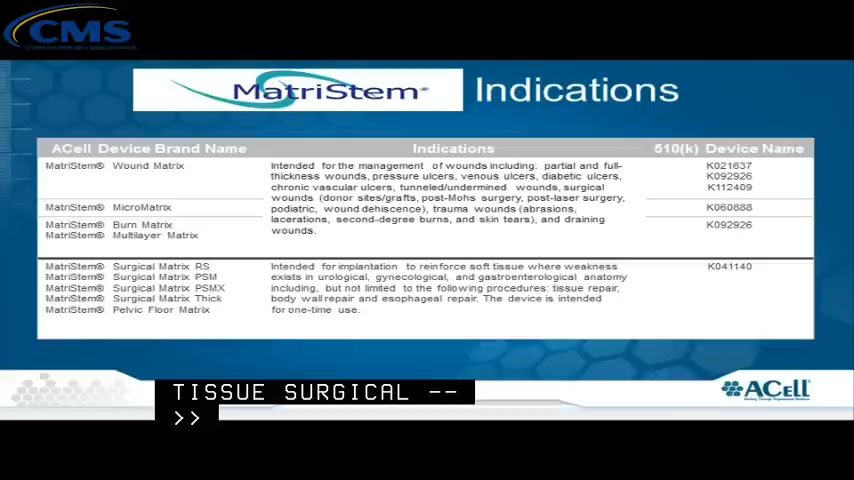 CMS
MatriStem® Indications
ACell Device Brand Name Indications 510(k) Device Name
MatriStem® Wound Matrix
MatriStem® MicroMatrix
MatriStem® Burn Matrix
MatriStem® Multilayer Matrix
Intended for the management of wounds including: partial and full-
thickness wounds, pressure ulcers, venous ulcers, diabetic ulcers,
chronic vascular ulcers, tunneled/undermined wounds, surgical
wounds (donor sites/grafts, post-Mohs surgery, post-laser surgery,
podiatric, wound dehiscence), trauma wounds (abrasions,
lacerations, second-degree burns, and skin tears), and draining
wounds.
K021637
K092926
K112409
K060888
K092926
MatriStem® Surgical Matrix RS
MatriStem® Surgical Matrix PSM
MatriStem® Surgical Matrix PSMX
MatriStem® Surgical Matrix Thick
MatriStem® Pelvic Floor Matrix
Intended for implantation to reinforce soft tissue where weakness
exists in urological, gynecological, and gastroenterological anatomy
including, but not limited to the following procedures: tissue repair,
body wall repair and esophageal repair. The device is intended
for one-time use.
K041140
TISSUE SURGICAL --
>>
ACell